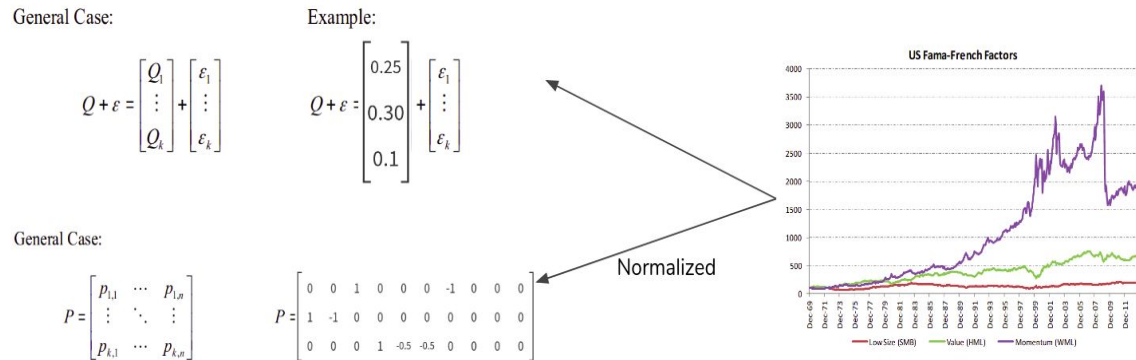 General Case: Example:
Q + ε = [Q₁ ⋮ Qₖ] + [ε₁ ⋮ εₖ]
Q + ε = [0.25 0.30 0.1] + [ε₁ ⋮ εₖ]
General Case:
P = [p₁,₁ ⋯ p₁,ₙ
⋮ ⋱ ⋮
pₖ,₁ ⋯ pₖ,ₙ]
P = [0 0 1 0 0 0 -1 0 0 0
1 -1 0 0 0 0 0 0 0 0
0 0 0 1 -0.5 -0.5 0 0 0 0]
Normalized
US Fama-French Factors
4000
3500
3000
2500
2000
1500
1000
500
0
Dec-69 Dec-71 Dec-73 Dec-75 Dec-77 Dec-79 Dec-81 Dec-83 Dec-85 Dec-87 Dec-89 Dec-91 Dec-93 Dec-95 Dec-97 Dec-99 Dec-01 Dec-03 Dec-05 Dec-07 Dec-09 Dec-11
Low Size (SMB) Value (HML) Momentum (WML)